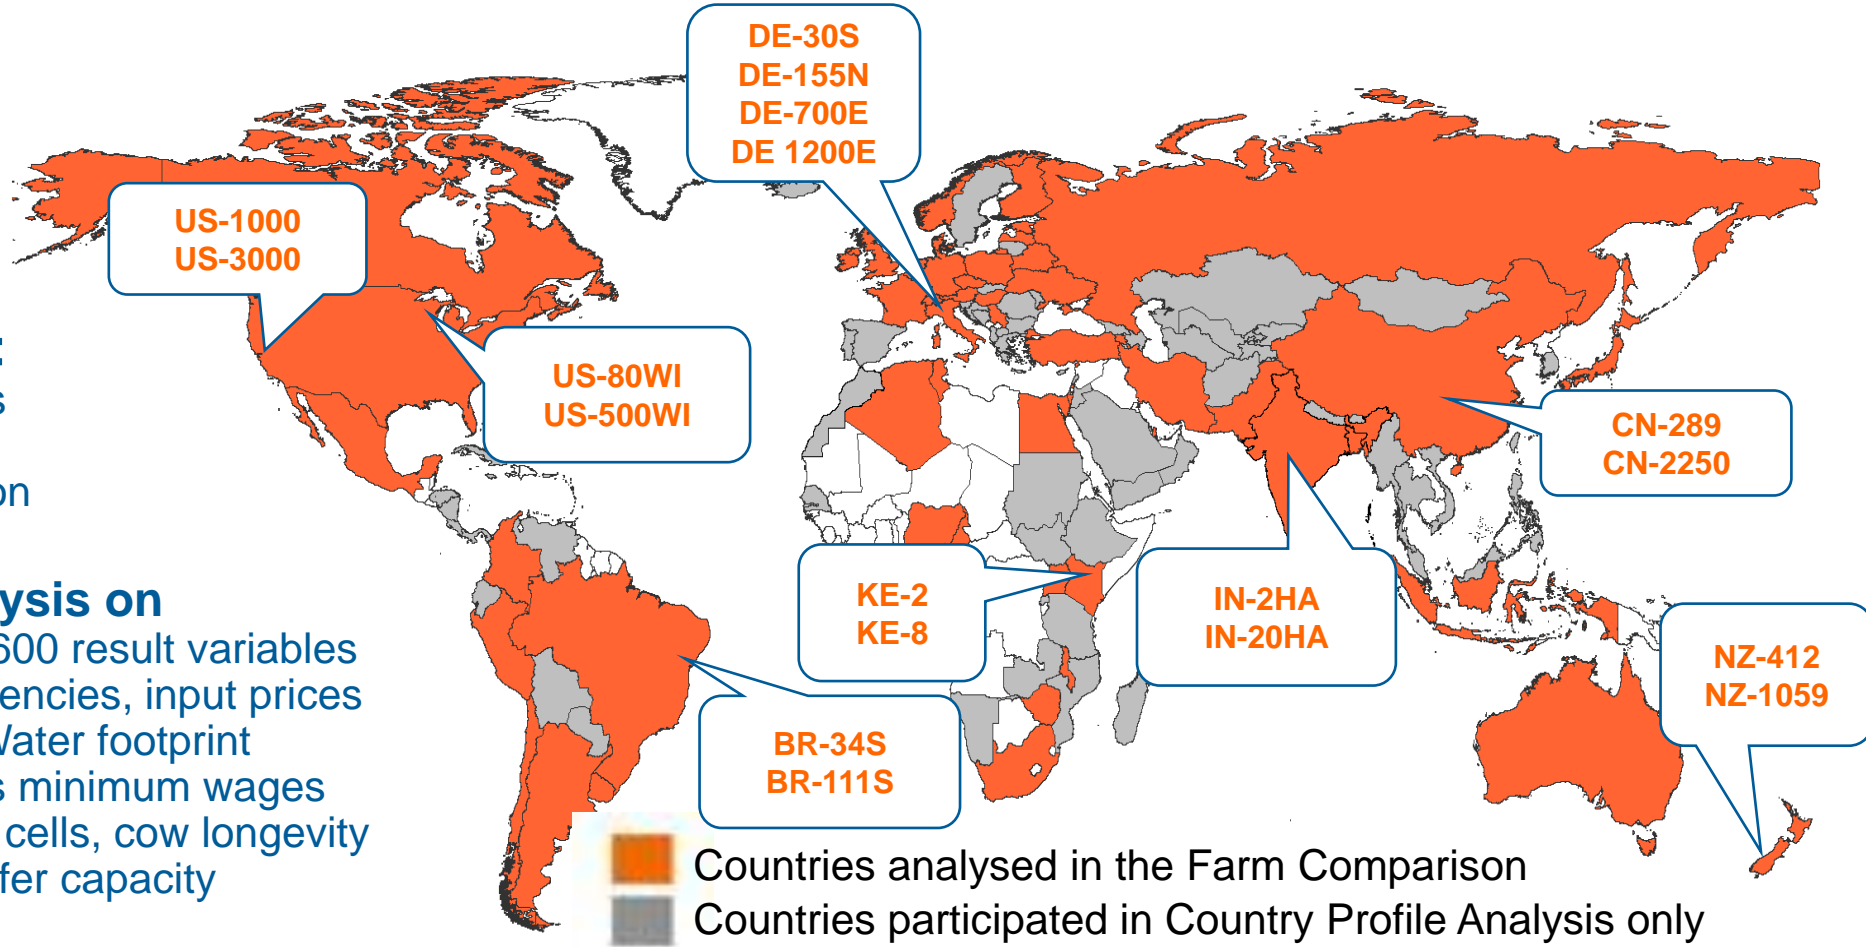 DE-30S
DE-155N
DE-700E
DE 1200E
US-1000
US-3000
US-80WI
US-500WI
CN-289
CN-2250
KE-2
KE-8
IN-2HA
IN-20HA
NZ-412
NZ-1059
BR-34S
BR-111S
:
s
on
lysis on
600 result variables
encies, input prices
Water footprint
s minimum wages
cells, cow longevity
fer capacity
Countries analysed in the Farm Comparison
Countries participated in Country Profile Analysis only